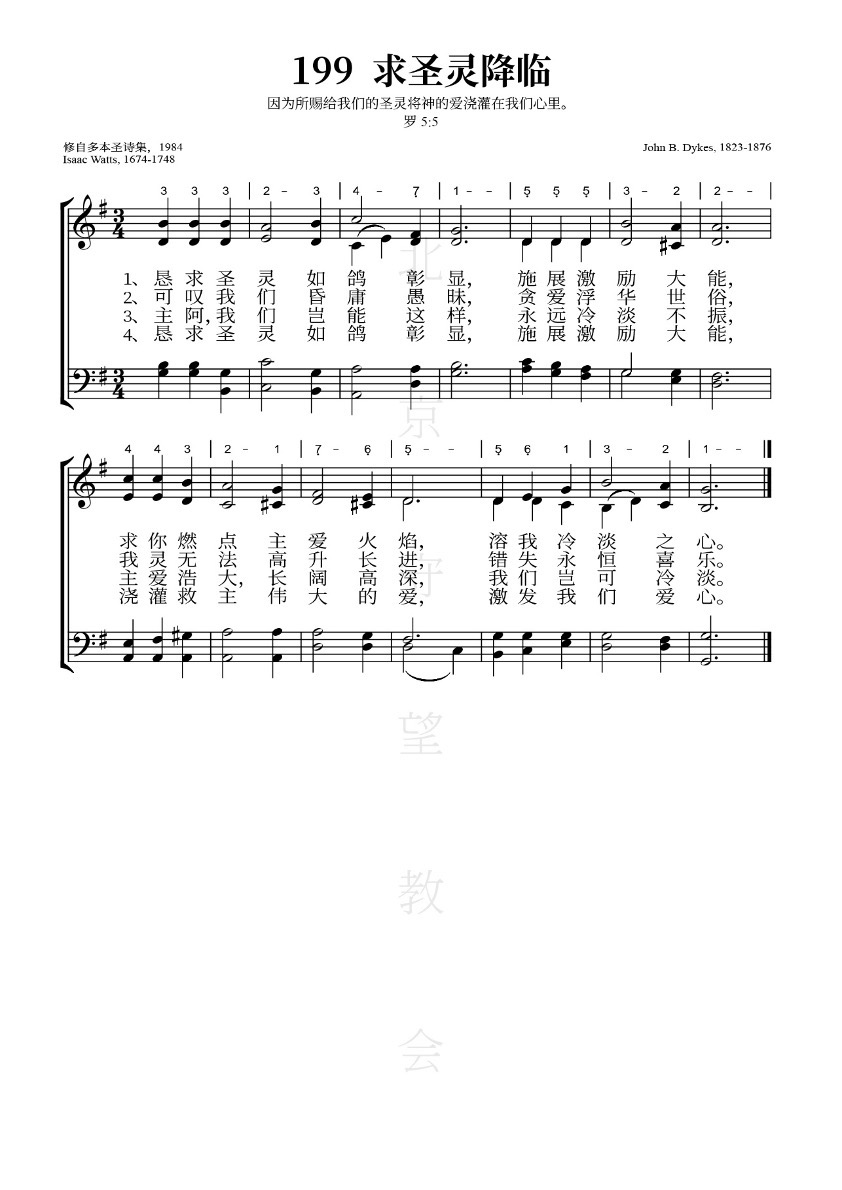 199 求圣灵降临
因为所赐给我们的圣灵将神的爱浇灌在我们心里。
罗 5:5
修自多本圣诗集，1984
Isaac Watts, 1674-1748
John B. Dykes, 1823-1876
3 3 3 | 2 - 3 | 4 - 7̣ | 1 - - | 5̣ 5̣ 5̣ | 3 - 2 | 2 - - |
1、恳求圣灵如鸽彰显，施展激励大能，
2、可叹我们昏庸愚昧，贪爱浮华世俗，
3、主阿，我们岂能这样，永远冷淡不振，
4、恳求圣灵如鸽彰显，施展激励大能，
4 4 3 | 2 - 1 | 7̣ - 6̣ | 5̣ - - | 5̣ 6̣ 1 | 3 - 2 | 1 - - ‖
求你燃点主爱火焰，溶我冷淡之心。
我灵无法高升长进，错失永恒喜乐。
主爱浩大，长阔高深，我们岂可冷淡。
浇灌救主伟大的爱，激发我们爱心。
北京守望教会